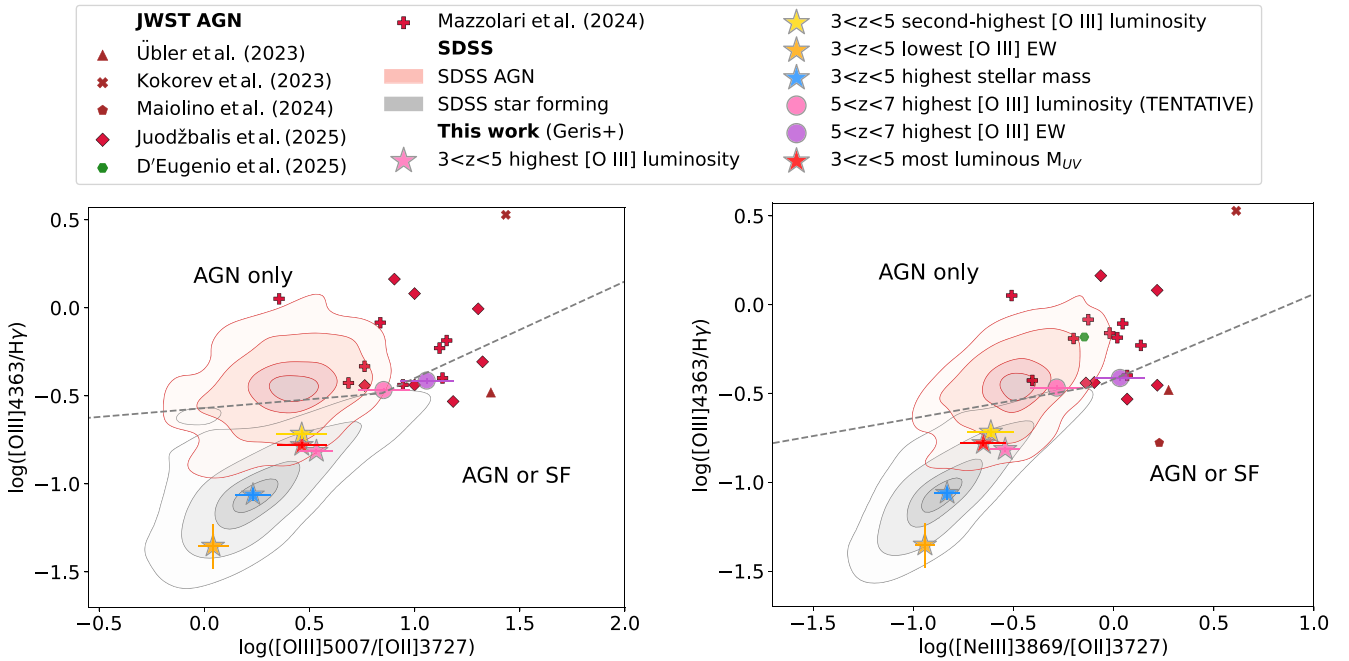 JWST AGN
Übler et al. (2023)
Kokorev et al. (2023)
Maiolino et al. (2024)
Juodžbalis et al. (2025)
D'Eugenio et al. (2025)
Mazzolari et al. (2024)
SDSS
SDSS AGN
SDSS star forming
This work (Geris+)
3<z<5 highest [O III] luminosity
3<z<5 second-highest [O III] luminosity
3<z<5 lowest [O III] EW
3<z<5 highest stellar mass
5<z<7 highest [O III] luminosity (TENTATIVE)
5<z<7 highest [O III] EW
3<z<5 most luminous M_UV
log([OIII]4363/Hγ)
0.5
0.0
−0.5
−1.0
−1.5
AGN only
AGN or SF
−0.5
0.0
0.5
1.0
1.5
2.0
log([OIII]5007/[OII]3727)
log([OIII]4363/Hγ)
0.5
0.0
−0.5
−1.0
−1.5
AGN only
AGN or SF
−1.5
−1.0
−0.5
0.0
0.5
1.0
log([NeIII]3869/[OII]3727)